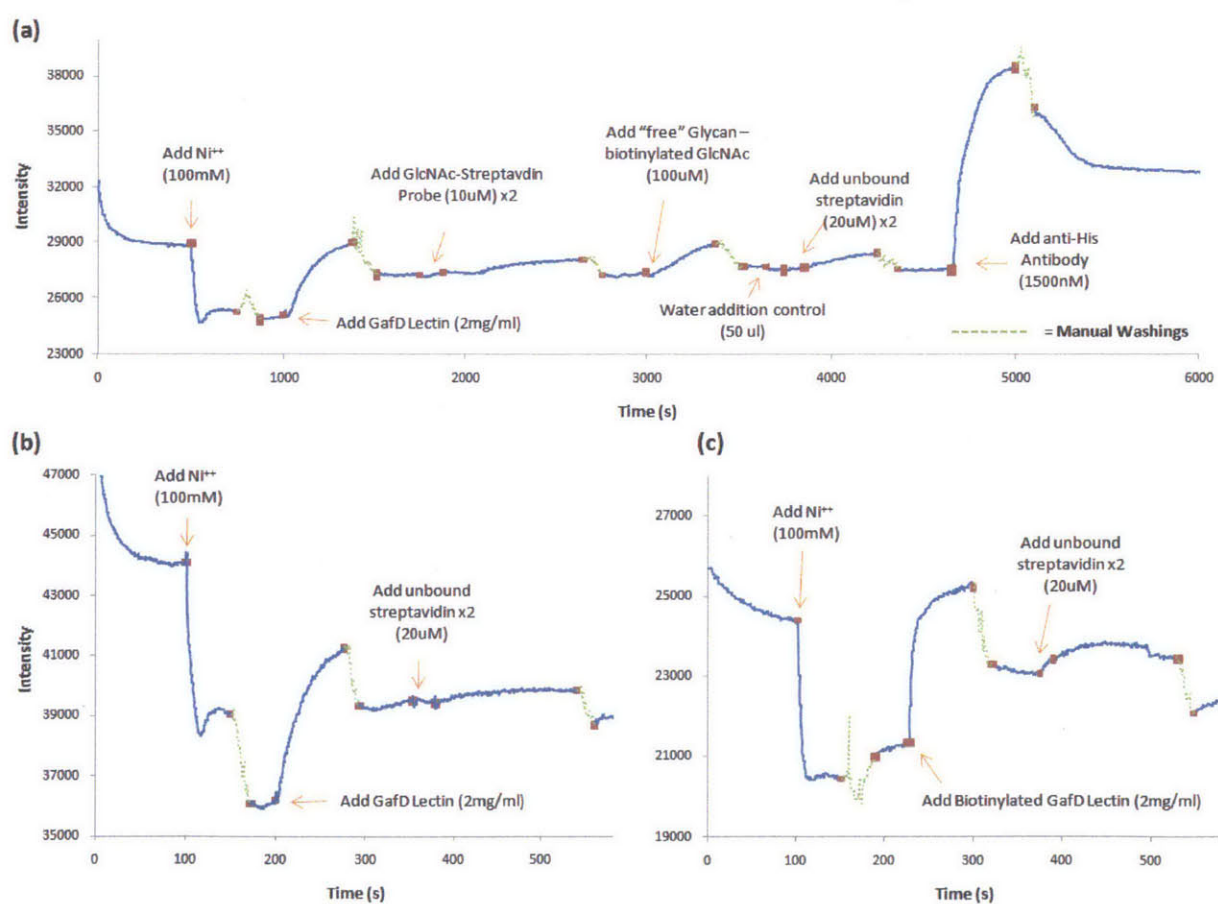 (a)
Intensity
38000
35000
32000
29000
26000
23000
Add Ni⁺⁺
(100mM)
Add GafD Lectin (2mg/ml)
Add GlcNAc-Streptavdin
Probe (10uM) x2
Add "free" Glycan –
biotinylated GlcNAc
(100uM)
Water addition control
(50 ul)
Add unbound
streptavidin
(20uM) x2
Add anti-His
Antibody
(1500nM)
= Manual Washings
0
1000
2000
3000
4000
5000
6000
Time (s)
(b)
Intensity
47000
45000
43000
41000
39000
37000
35000
Add Ni⁺⁺
(100mM)
Add unbound
streptavidin x2
(20uM)
Add GafD Lectin (2mg/ml)
0
100
200
300
400
500
Time (s)
(c)
27000
25000
23000
21000
19000
Add Ni⁺⁺
(100mM)
Add unbound
streptavidin x2
(20uM)
Add Biotinylated GafD Lectin (2mg/ml)
0
100
200
300
400
500
Time (s)